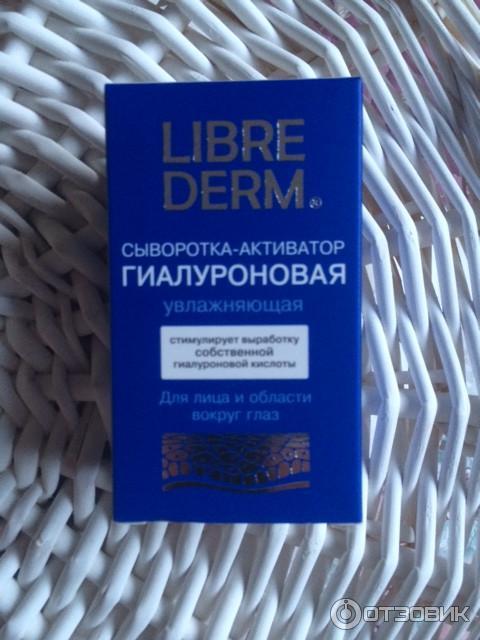 LIBRE
DERM®
СЫВОРОТКА-АКТИВАТОР
ГИАЛУРОНОВАЯ
увлажняющая
стимулирует выработку
собственной
гиалуроновой кислоты
Для лица и области
вокруг глаз
ОТЗОВИК